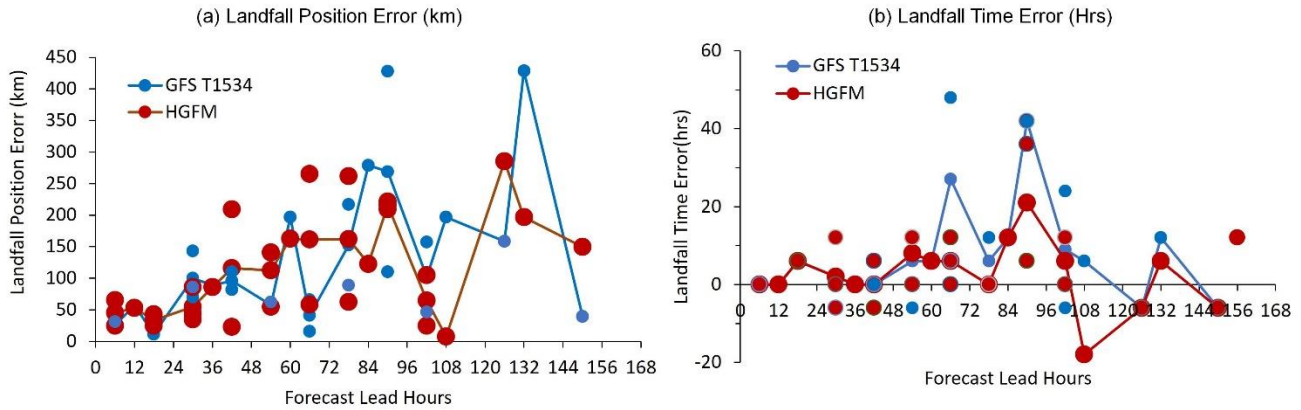 (a) Landfall Position Error (km)
Landfall Position Erorr (km)
450
400
350
300
250
200
150
100
50
0
GFS T1534
HGFM
0 12 24 36 48 60 72 84 96 108 120 132 144 156 168
Forecast Lead Hours
(b) Landfall Time Error (Hrs)
Landfall Time Error(hrs)
60
40
20
0
-20
GFS T1534
HGFM
0 12 24 36 48 60 72 84 96 108 120 132 144 156 168
Forecast Lead Hours